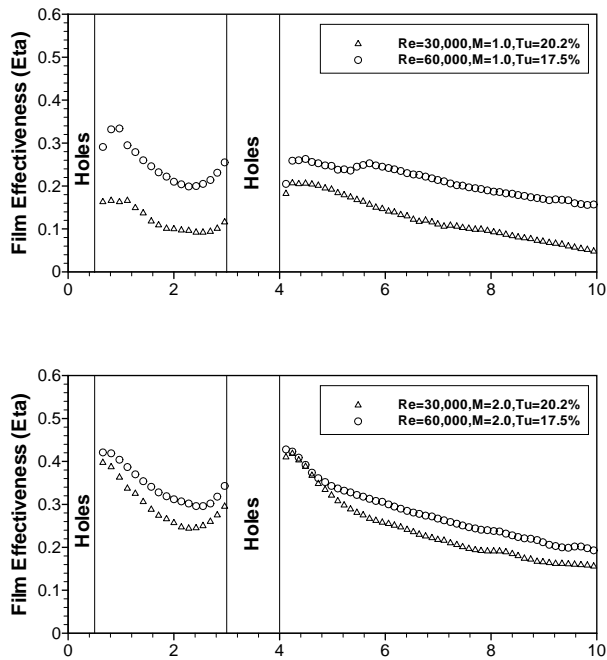 0.6
0.5
0.4
0.3
0.2
0.1
0
Film Effectiveness (Eta)
Holes
Holes
Re=30,000,M=1.0,Tu=20.2%
Re=60,000,M=1.0,Tu=17.5%
0 2 4 6 8 10
0.6
0.5
0.4
0.3
0.2
0.1
0
Film Effectiveness (Eta)
Holes
Holes
Re=30,000,M=2.0,Tu=20.2%
Re=60,000,M=2.0,Tu=17.5%
0 2 4 6 8 10